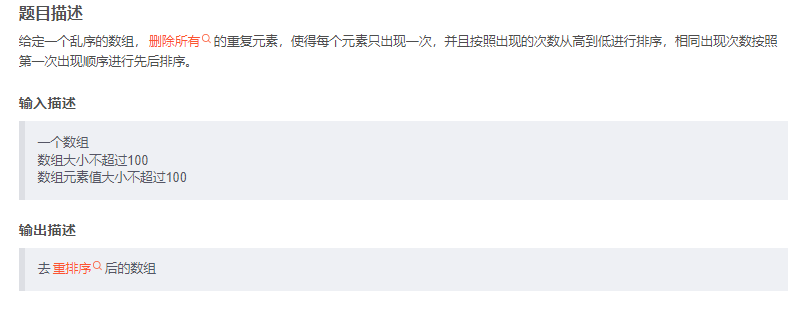 题目描述
给定一个乱序的数组，删除所有的重复元素，使得每个元素只出现一次，并且按照出现的次数从高到低进行排序，相同出现次数按照
第一次出现顺序进行先后排序。
输入描述
一个数组
数组大小不超过100
数组元素值大小不超过100
输出描述
去重排序后的数组